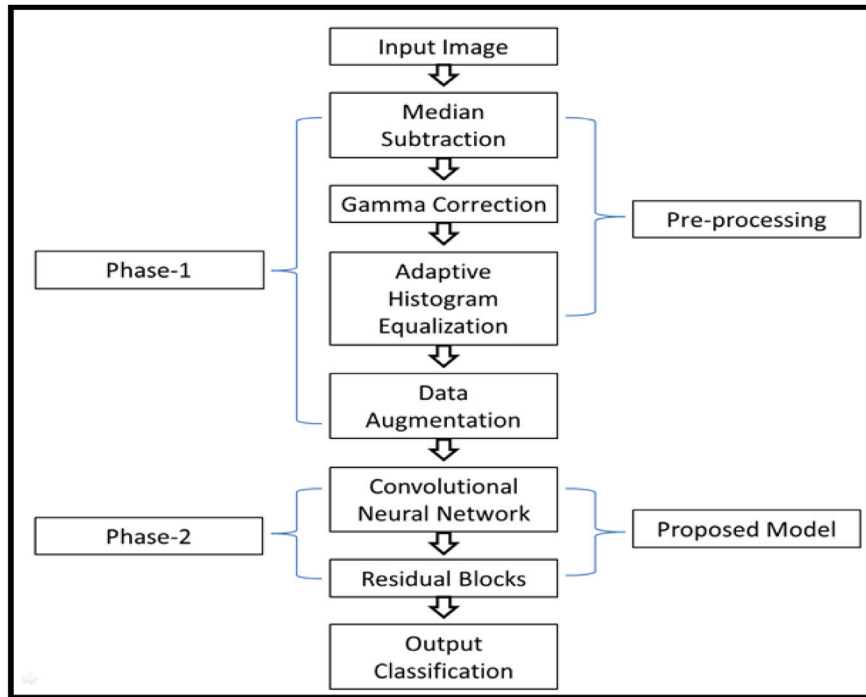 Input Image
Median
Subtraction
Gamma Correction
Pre-processing
Phase-1
Adaptive
Histogram
Equalization
Data
Augmentation
Convolutional
Neural Network
Phase-2
Proposed Model
Residual Blocks
Output
Classification